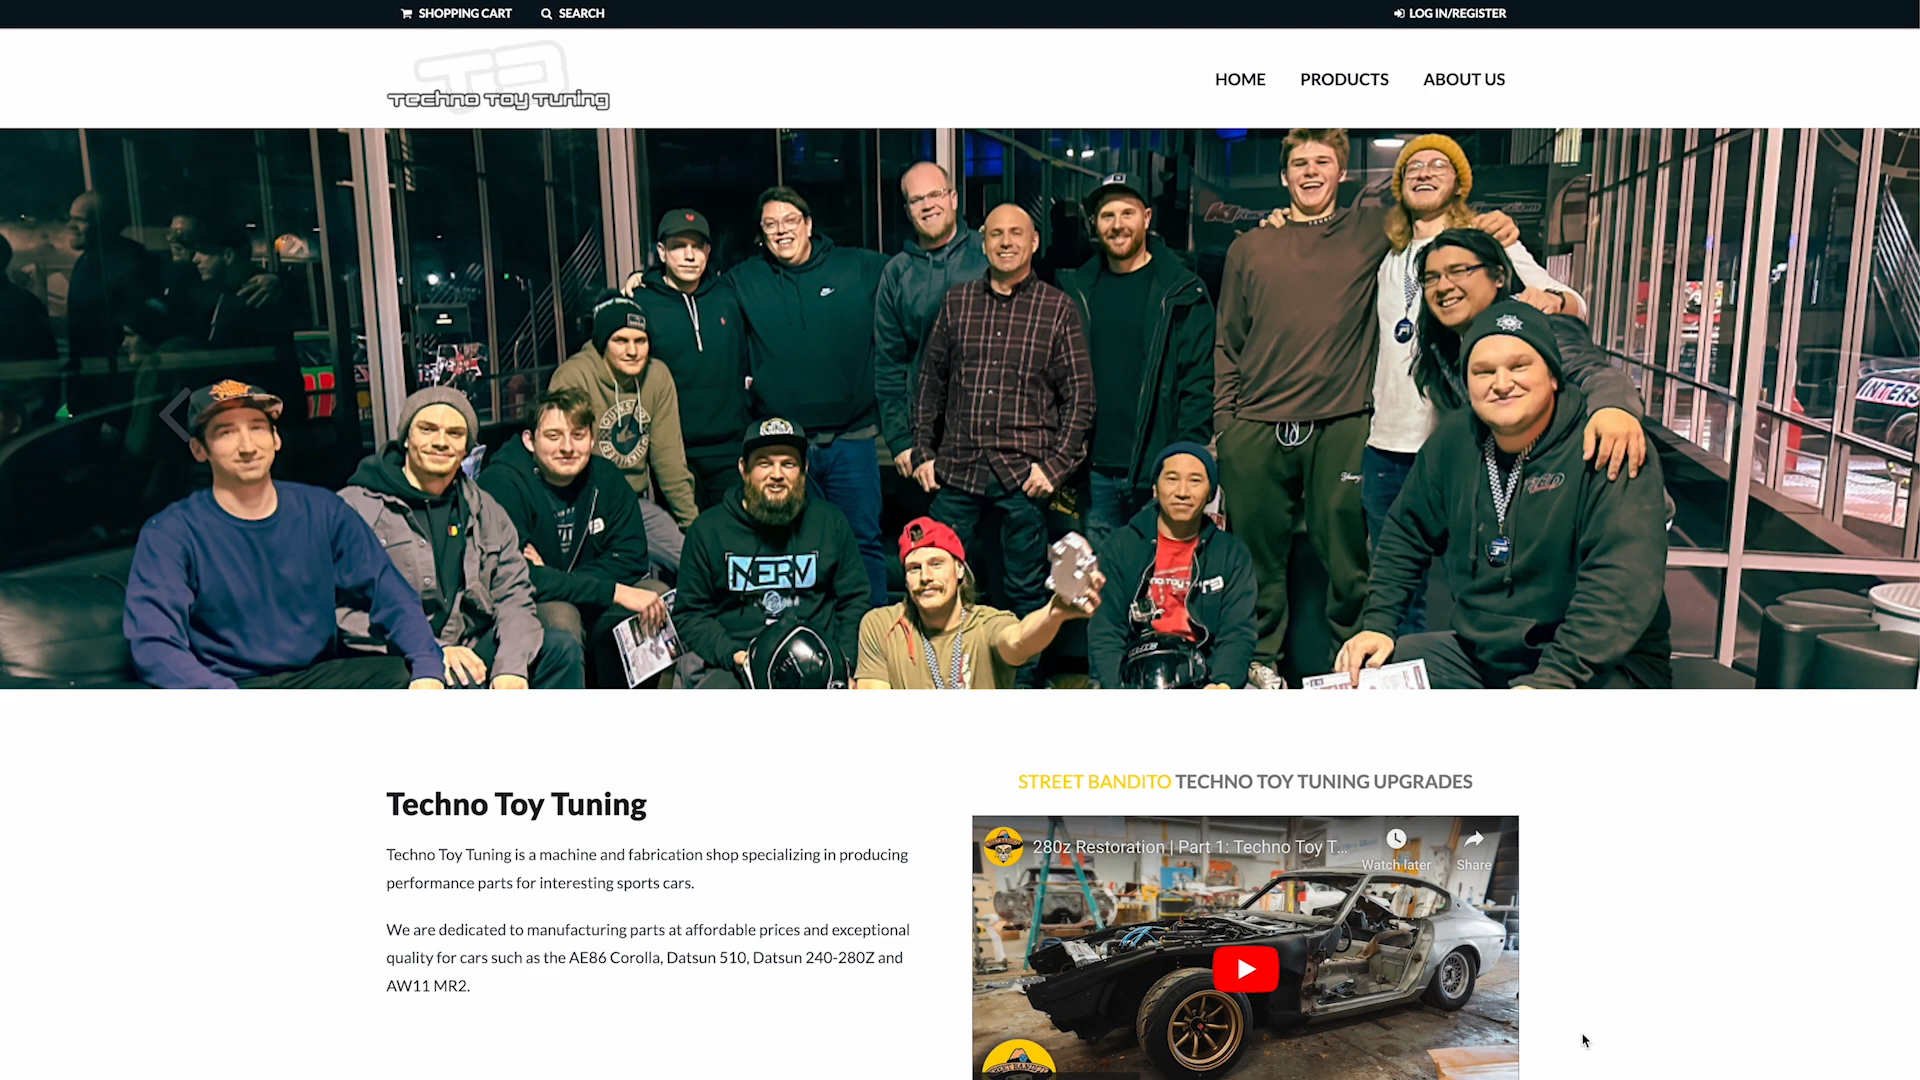 SHOPPING CART
SEARCH
LOG IN/REGISTER
Techno Toy Tuning
HOME
PRODUCTS
ABOUT US
NERV
INTERS
Techno Toy Tuning
Techno Toy Tuning is a machine and fabrication shop specializing in producing
performance parts for interesting sports cars.
We are dedicated to manufacturing parts at affordable prices and exceptional
quality for cars such as the AE86 Corolla, Datsun 510, Datsun 240-280Z and
AW11 MR2.
STREET BANDITO TECHNO TOY TUNING UPGRADES
280z Restoration | Part 1: Techno Toy T...
Watch later
Share
STREET BANDITO